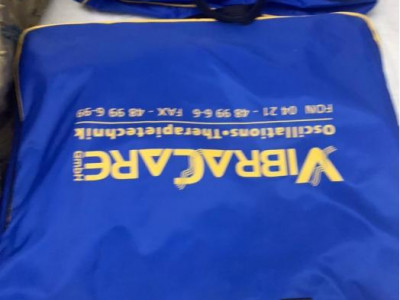 VIBRACARE GmbH
Oscillations•Therapietechnik
FON 04 21 - 48 99 6-6 FAX - 48 99 6-99